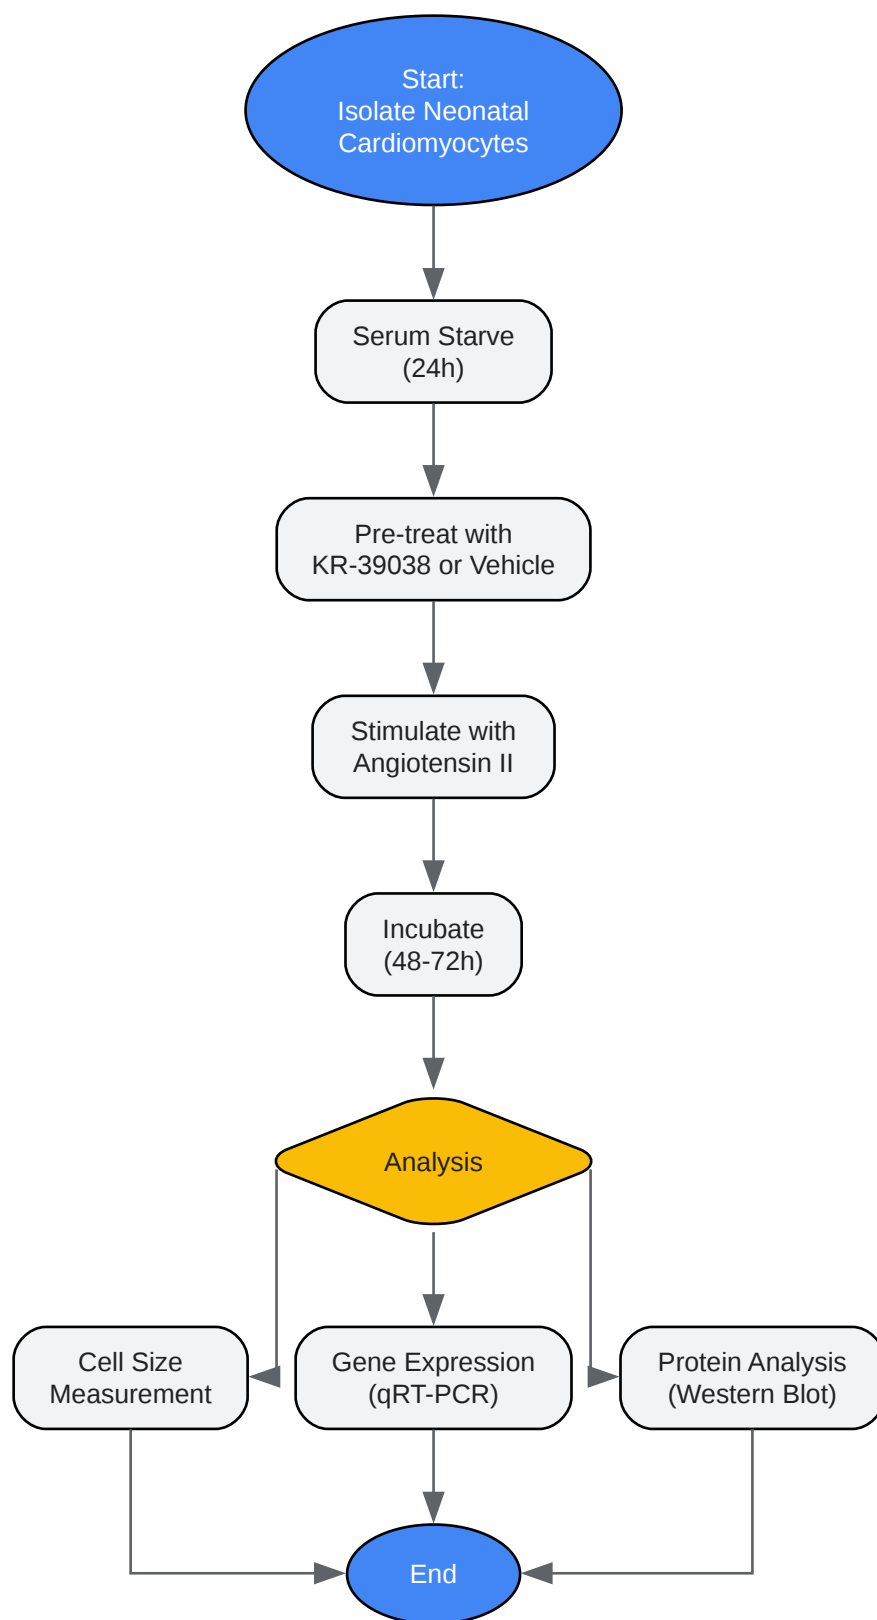 Start:
Isolate Neonatal
Cardiomyocytes
Serum Starve
(24h)
Pre-treat with
KR-39038 or Vehicle
Stimulate with
Angiotensin II
Incubate
(48-72h)
Analysis
Cell Size
Measurement
Gene Expression
(qRT-PCR)
Protein Analysis
(Western Blot)
End